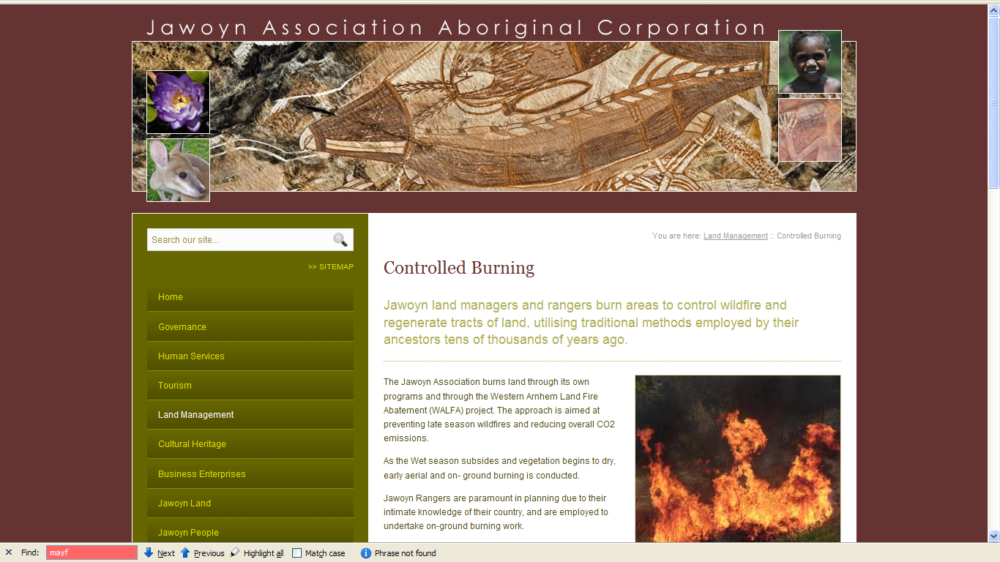 Jawoyn Association Aboriginal Corporation
Search our site...
>> SITEMAP
Home
Governance
Human Services
Tourism
Land Management
Cultural Heritage
Business Enterprises
Jawoyn Land
Jawoyn People
You are here: Land Management :: Controlled Burning
Controlled Burning
Jawoyn land managers and rangers burn areas to control wildfire and
regenerate tracts of land, utilising traditional methods employed by their
ancestors tens of thousands of years ago.
The Jawoyn Association burns land through its own
programs and through the Western Arnhem Land Fire
Abatement (WALFA) project. The approach is aimed at
preventing late season wildfires and reducing overall CO2
emissions.
As the Wet season subsides and vegetation begins to dry,
early aerial and on- ground burning is conducted.
Jawoyn Rangers are paramount in planning due to their
intimate knowledge of their country, and are employed to
undertake on-ground burning work.
Find: mayf Next Previous Highlight all Match case Phrase not found